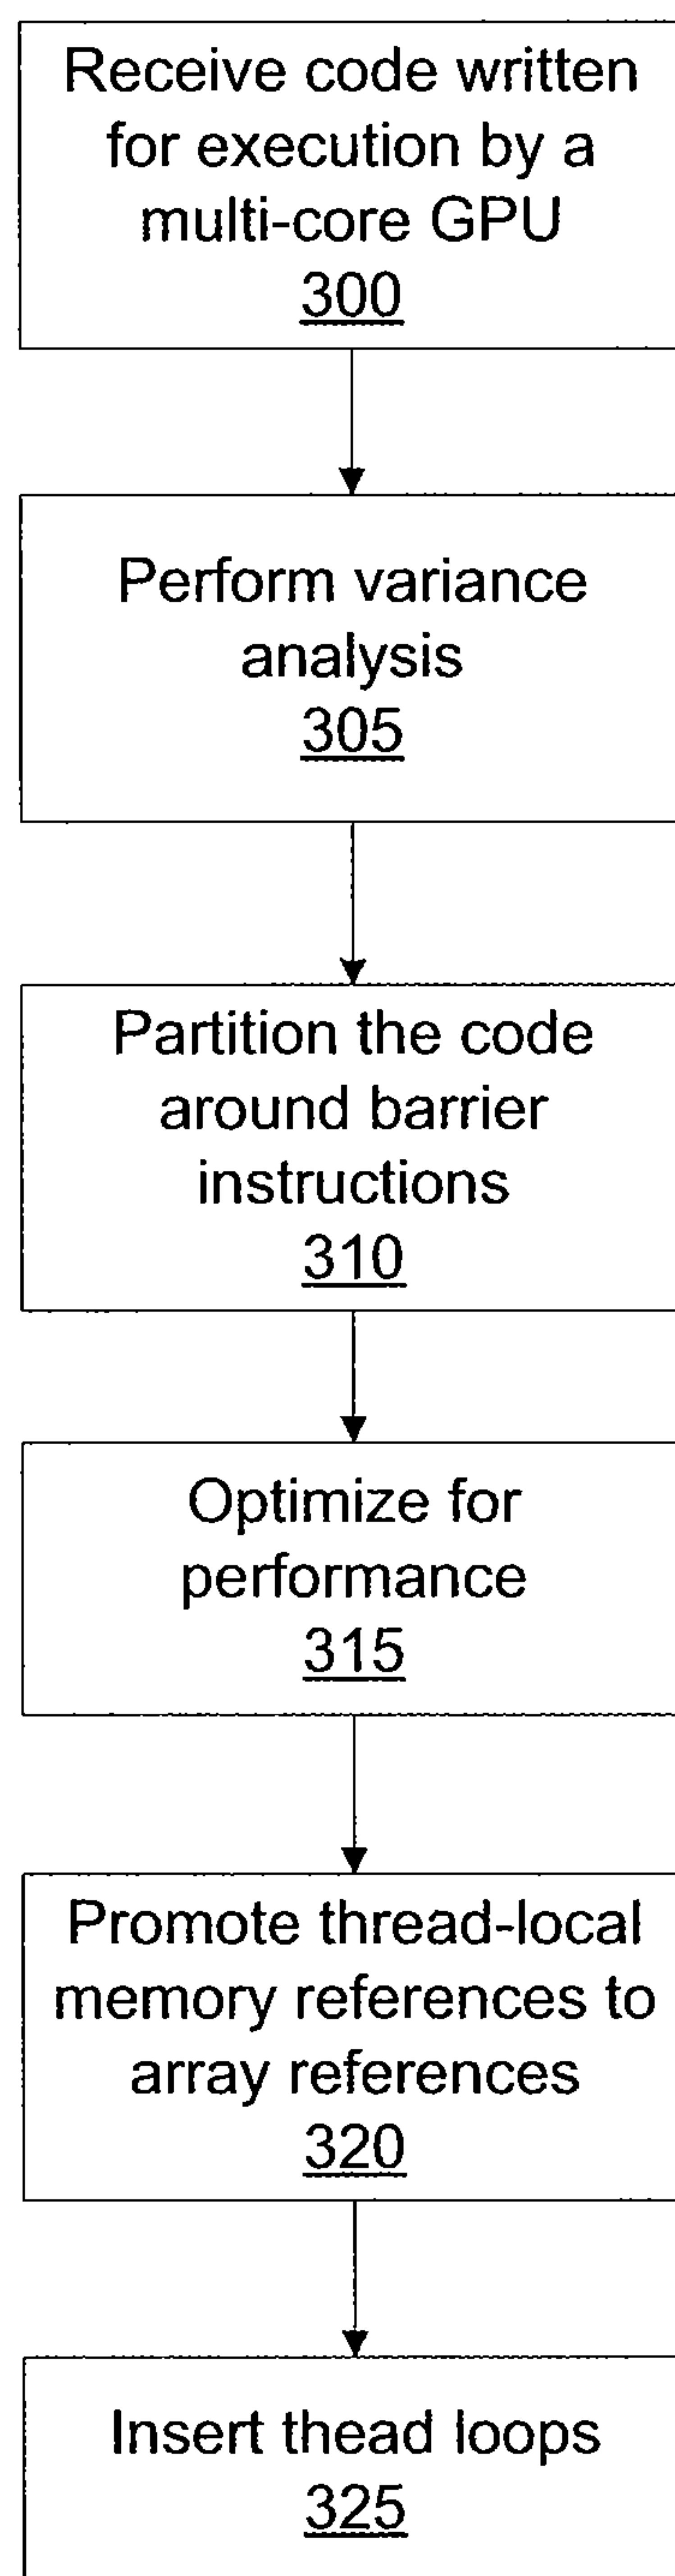 Receive code written
for execution by a
multi-core GPU
300
Perform variance
analysis
305
Partition the code
around barrier
instructions
310
Optimize for
performance
315
Promote thread-local
memory references to
array references
320
Insert thead loops
325